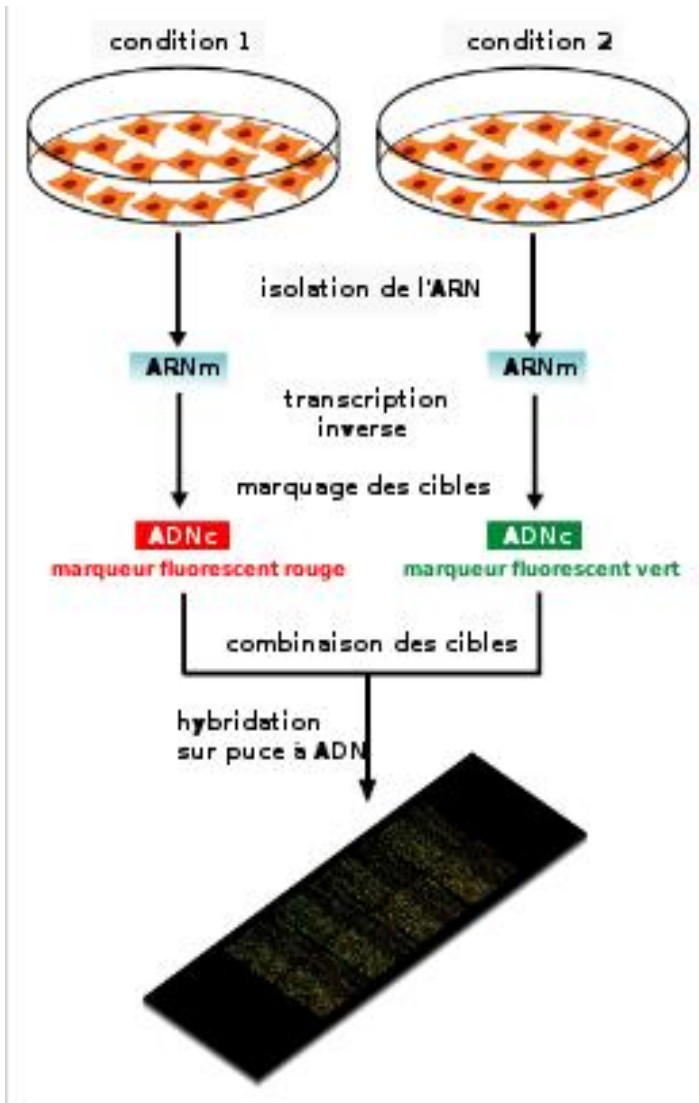 condition 1
condition 2
isolation de l'ARN
ARNm
ARNm
transcription
inverse
marquage des cibles
ADNc
ADNc
marqueur fluorescent rouge
marqueur fluorescent vert
combinaison des cibles
hybridation
sur puce à ADN